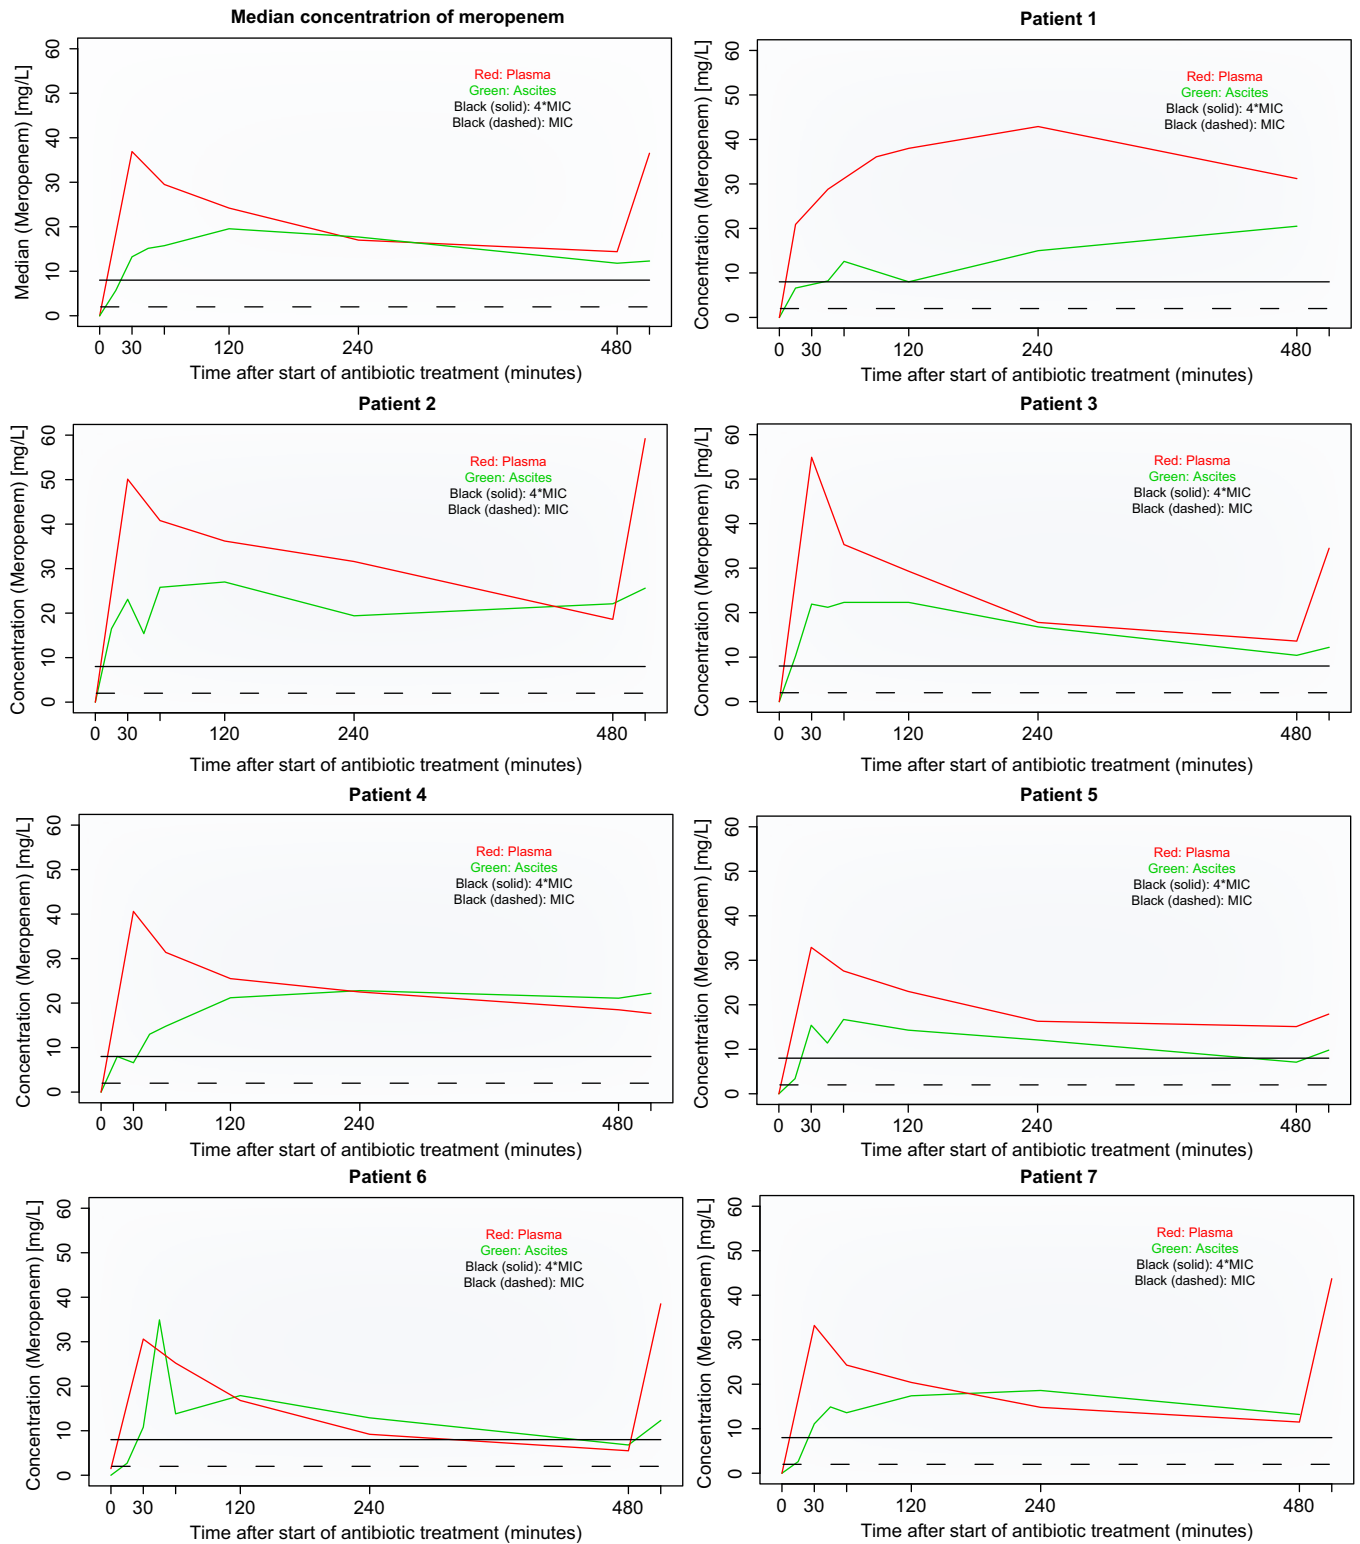 Median concentratrion of meropenem
Median (Meropenem) [mg/L]
60
50
40
30
20
10
0
Red: Plasma
Green: Ascites
Black (solid): 4*MIC
Black (dashed): MIC
0 30 120 240 480
Time after start of antibiotic treatment (minutes)
Patient 1
Concentration (Meropenem) [mg/L]
60
50
40
30
20
10
0
Red: Plasma
Green: Ascites
Black (solid): 4*MIC
Black (dashed): MIC
0 30 120 240 480
Time after start of antibiotic treatment (minutes)
Patient 2
Concentration (Meropenem) [mg/L]
60
50
40
30
20
10
0
Red: Plasma
Green: Ascites
Black (solid): 4*MIC
Black (dashed): MIC
0 30 120 240 480
Time after start of antibiotic treatment (minutes)
Patient 3
Concentration (Meropenem) [mg/L]
60
50
40
30
20
10
0
Red: Plasma
Green: Ascites
Black (solid): 4*MIC
Black (dashed): MIC
0 30 120 240 480
Time after start of antibiotic treatment (minutes)
Patient 4
Concentration (Meropenem) [mg/L]
60
50
40
30
20
10
0
Red: Plasma
Green: Ascites
Black (solid): 4*MIC
Black (dashed): MIC
0 30 120 240 480
Time after start of antibiotic treatment (minutes)
Patient 5
Concentration (Meropenem) [mg/L]
60
50
40
30
20
10
0
Red: Plasma
Green: Ascites
Black (solid): 4*MIC
Black (dashed): MIC
0 30 120 240 480
Time after start of antibiotic treatment (minutes)
Patient 6
Concentration (Meropenem) [mg/L]
60
50
40
30
20
10
0
Red: Plasma
Green: Ascites
Black (solid): 4*MIC
Black (dashed): MIC
0 30 120 240 480
Time after start of antibiotic treatment (minutes)
Patient 7
Concentration (Meropenem) [mg/L]
60
50
40
30
20
10
0
Red: Plasma
Green: Ascites
Black (solid): 4*MIC
Black (dashed): MIC
0 30 120 240 480
Time after start of antibiotic treatment (minutes)